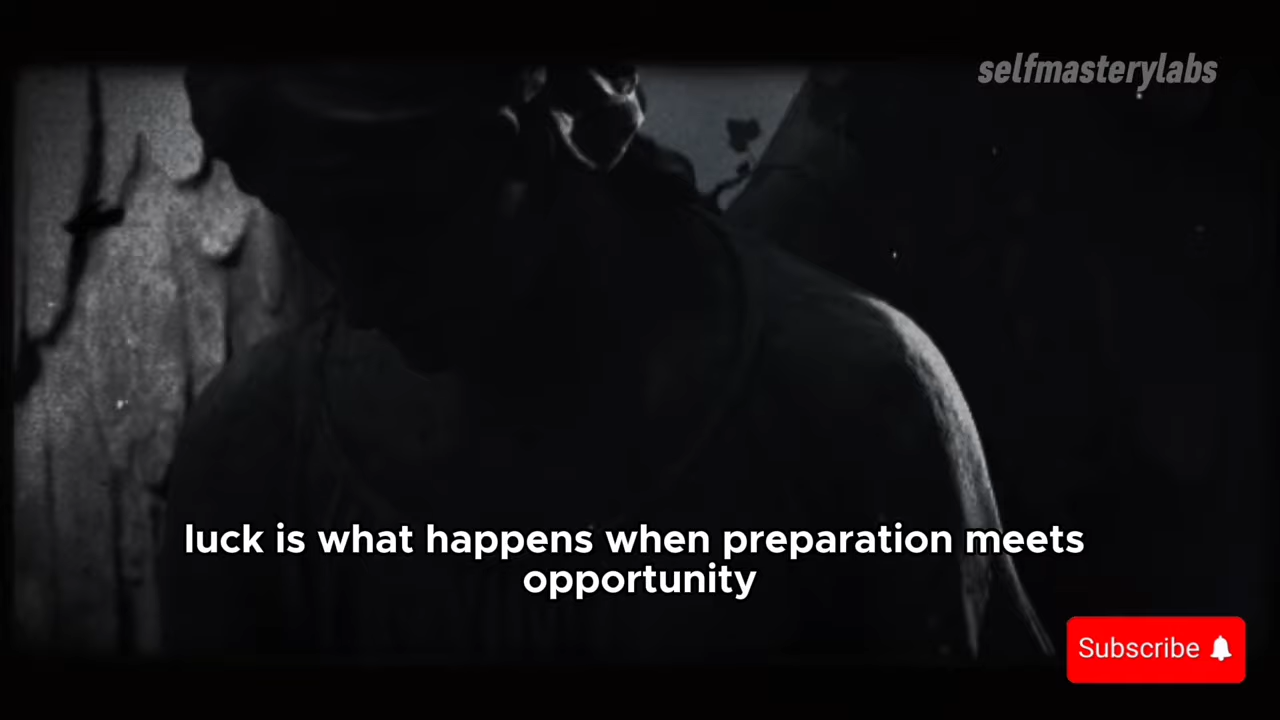 selfmasterylabs
luck is what happens when preparation meets
opportunity
Subscribe